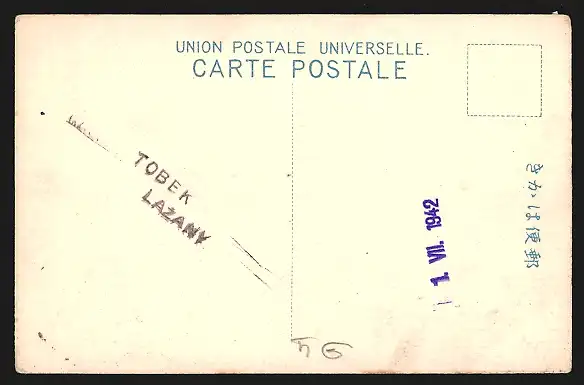 UNION POSTALE UNIVERSELLE.
CARTE POSTALE
TOBEK
LAZANY
1. VII. 1942
きかは便郵